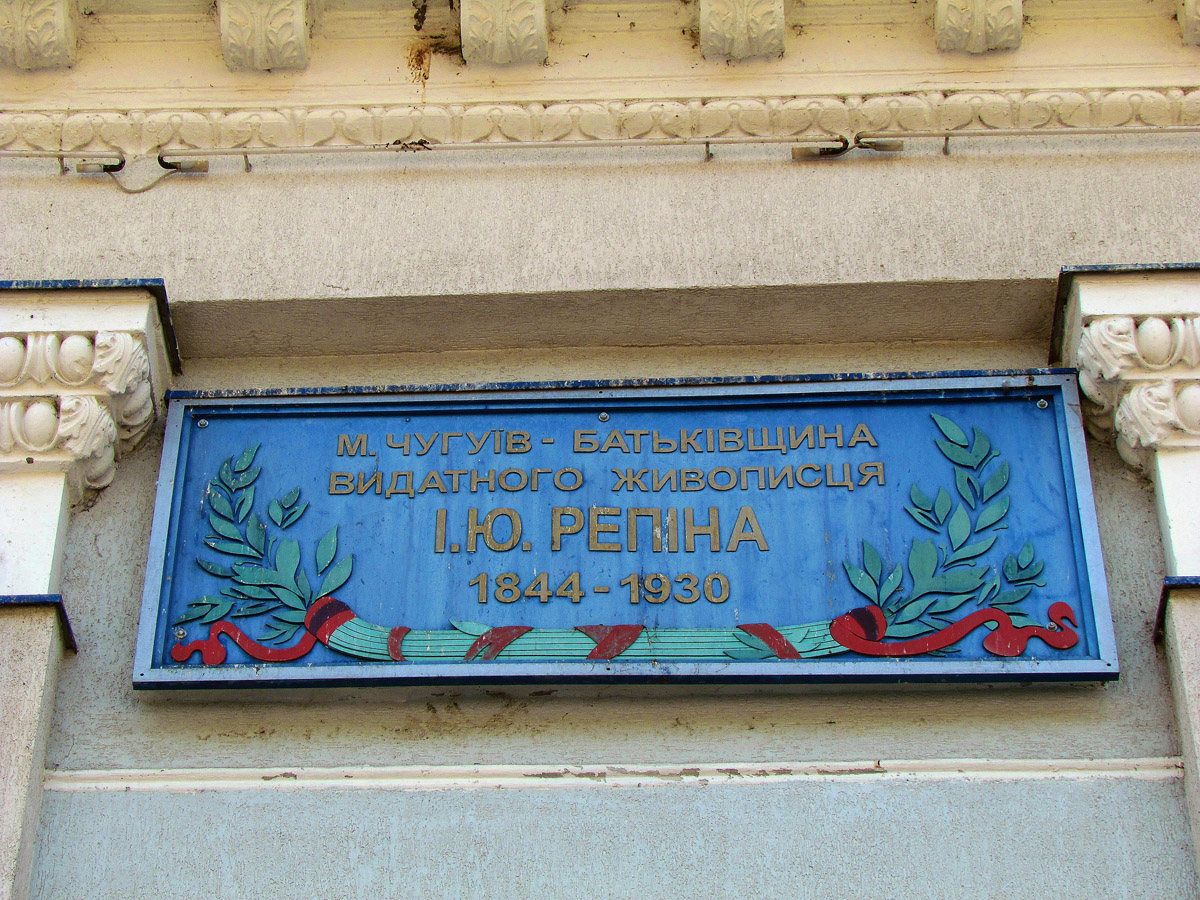 М. ЧУГУЇВ - БАТЬКІВЩИНА
ВИДАТНОГО ЖИВОПИСЦЯ
І.Ю. РЕПІНА
1844 - 1930